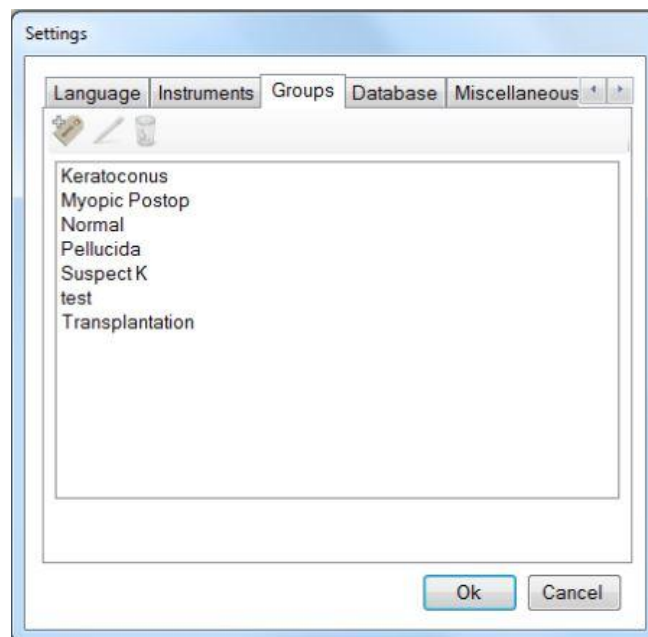 Settings
Language Instruments Groups Database Miscellaneous
Keratoconus
Myopic Postop
Normal
Pellucida
Suspect K
test
Transplantation
Ok Cancel